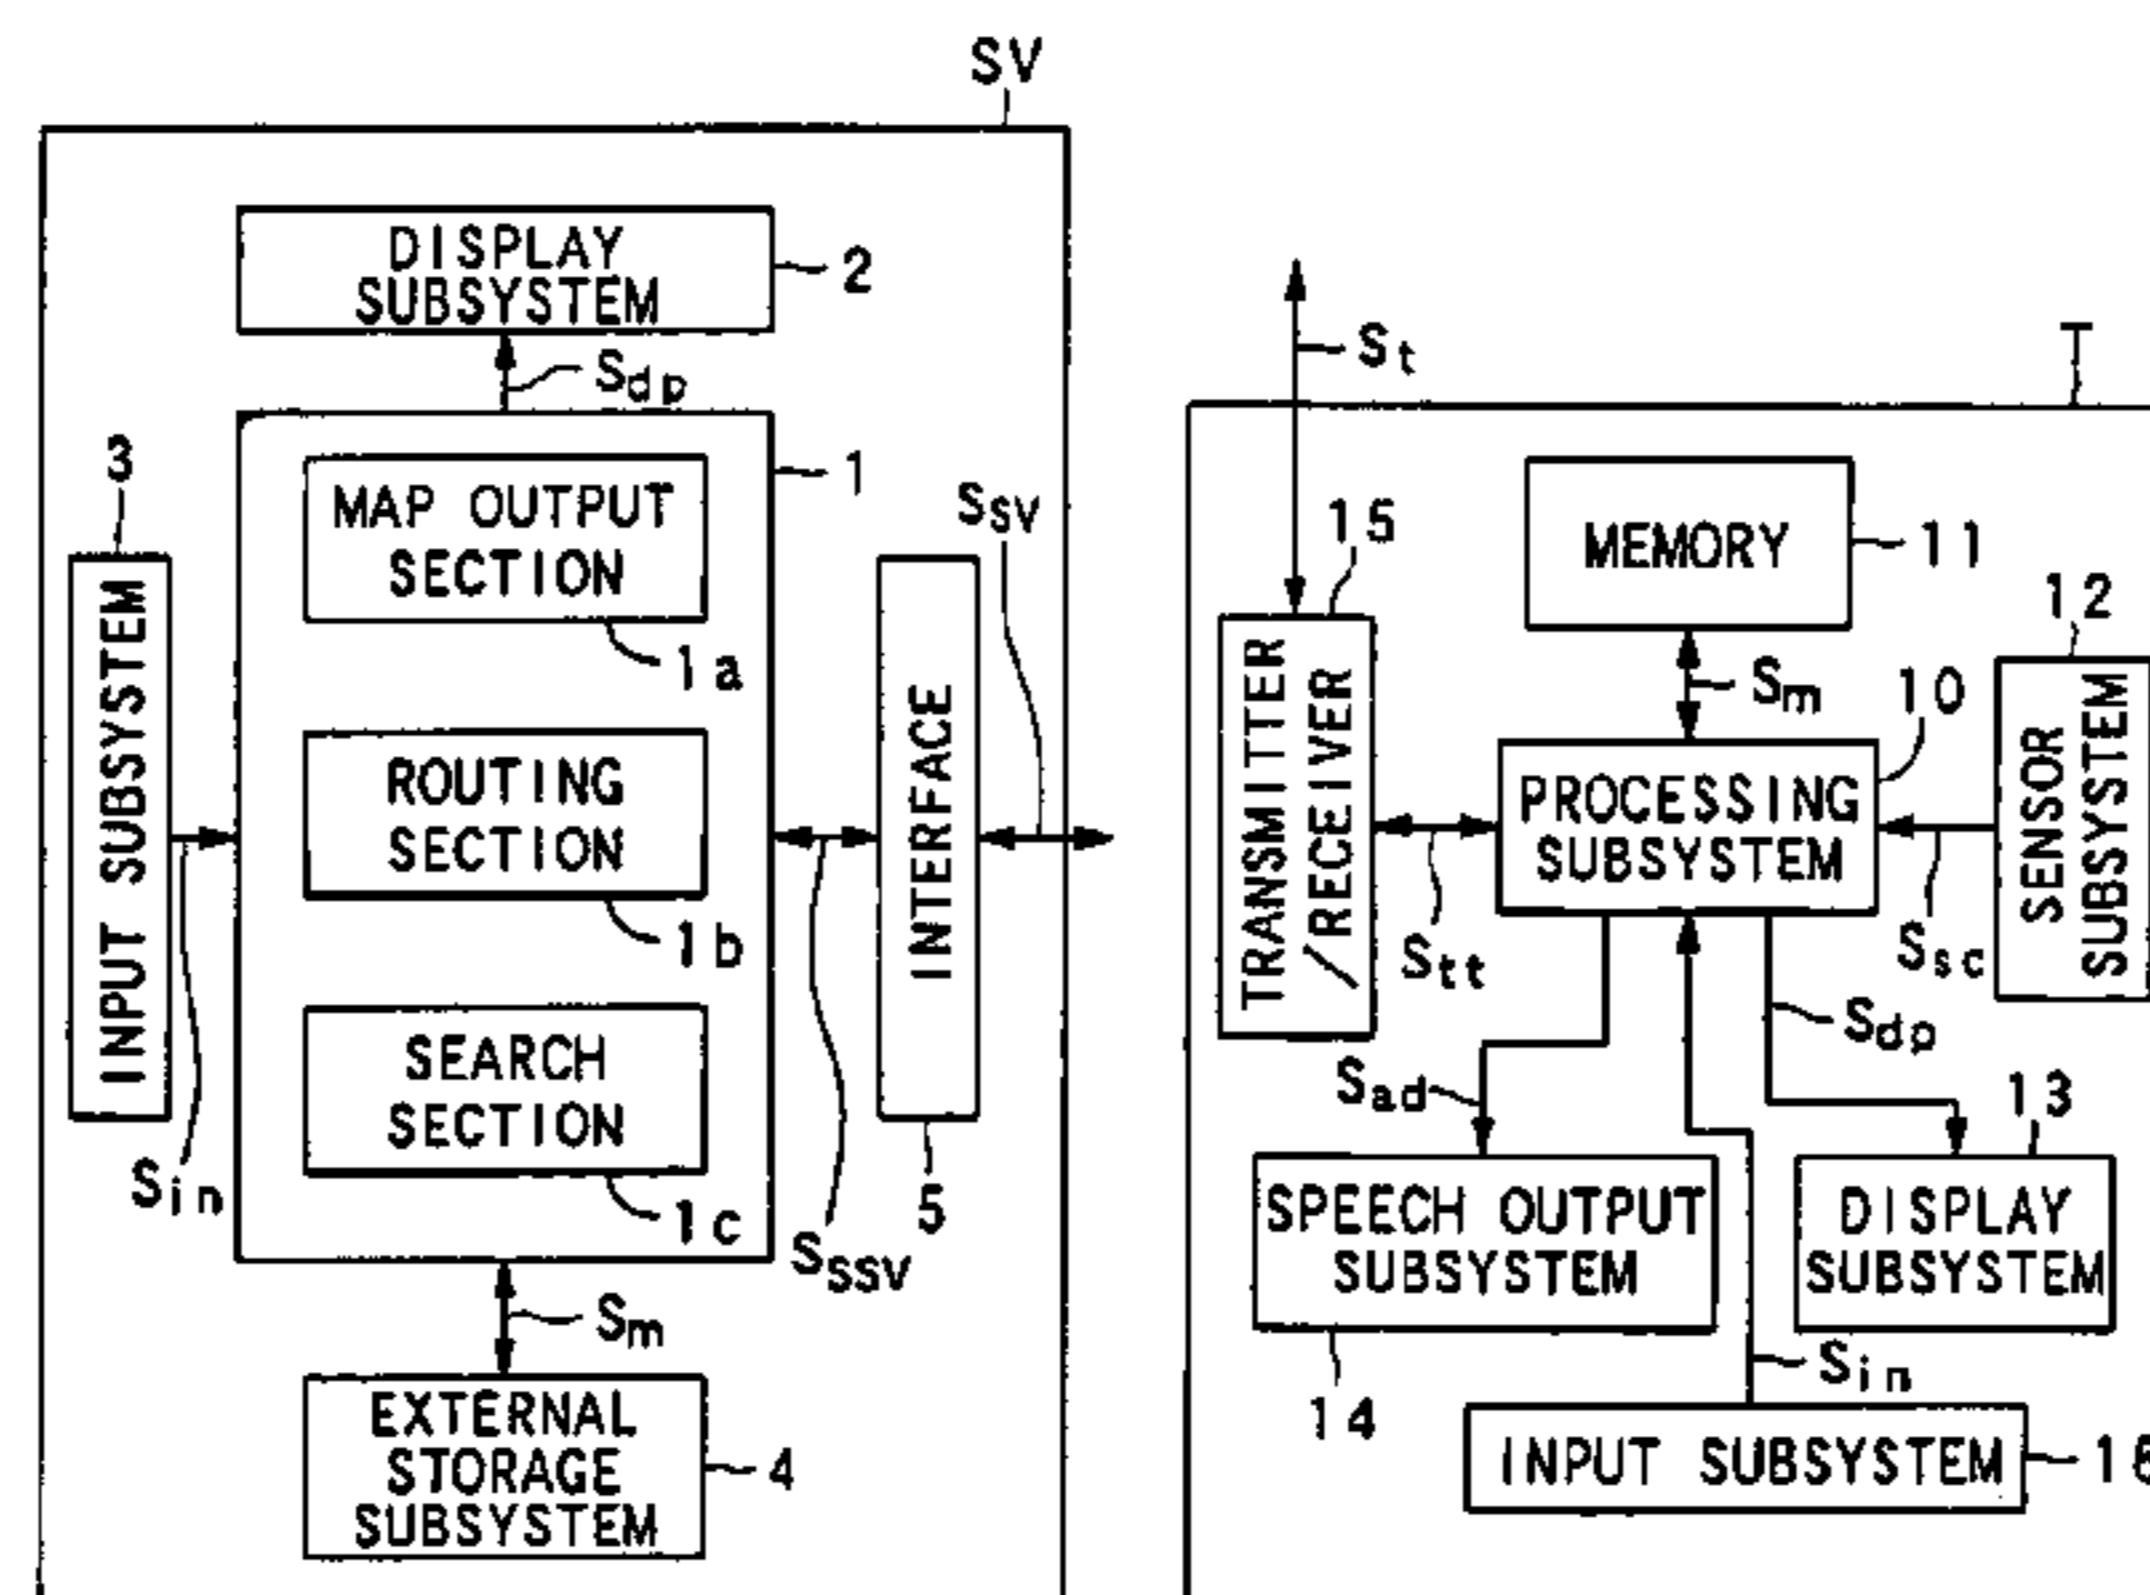 SV
DISPLAY
SUBSYSTEM
2
Sdp
3
1
MAP OUTPUT
SECTION
1a
INPUT SUBSYSTEM
ROUTING
SECTION
1b
SEARCH
SECTION
1c
Sin
SSSV
INTERFACE
5
SSV
Sm
EXTERNAL
STORAGE
SUBSYSTEM
4
St
T
15
MEMORY
11
12
Sm
10
TRANSMITTER
/RECEIVER
PROCESSING
SUBSYSTEM
SENSOR
SUBSYSTEM
Stt
Ssc
Sad
Sdp
13
SPEECH OUTPUT
SUBSYSTEM
DISPLAY
SUBSYSTEM
14
Sin
INPUT SUBSYSTEM
16